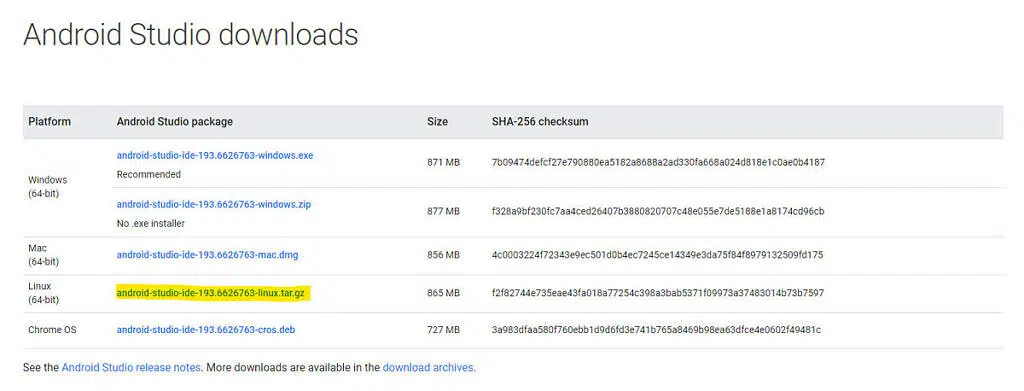 Android Studio downloads
Platform Android Studio package Size SHA-256 checksum
Windows (64-bit)
android-studio-ide-193.6626763-windows.exe 871 MB 7b09474defcf27e790880ea5182a8688a2ad330fa668a024d818e1c0ae0b4187
Recommended
android-studio-ide-193.6626763-windows.zip 877 MB f328a9bf230fc7aa4ced26407b3880820707c48e055e7de5188e1a8174cd96cb
No .exe installer
Mac
(64-bit)
android-studio-ide-193.6626763-mac.dmg 856 MB 4c0003224f72343e9ec501d0b4ec7245ce14349e3da75f84f8979132509fd175
Linux
(64-bit)
android-studio-ide-193.6626763-linux.tar.gz 865 MB f2f82744e735eae43fa018a77254c398a3bab5371f09973a37483014b73b7597
Chrome OS android-studio-ide-193.6626763-cros.deb 727 MB 3a983dfaa580f760ebb1d9d6fd3e741b765a8469b98ea63dfce4e0602f49481c
See the Android Studio release notes. More downloads are available in the download archives.